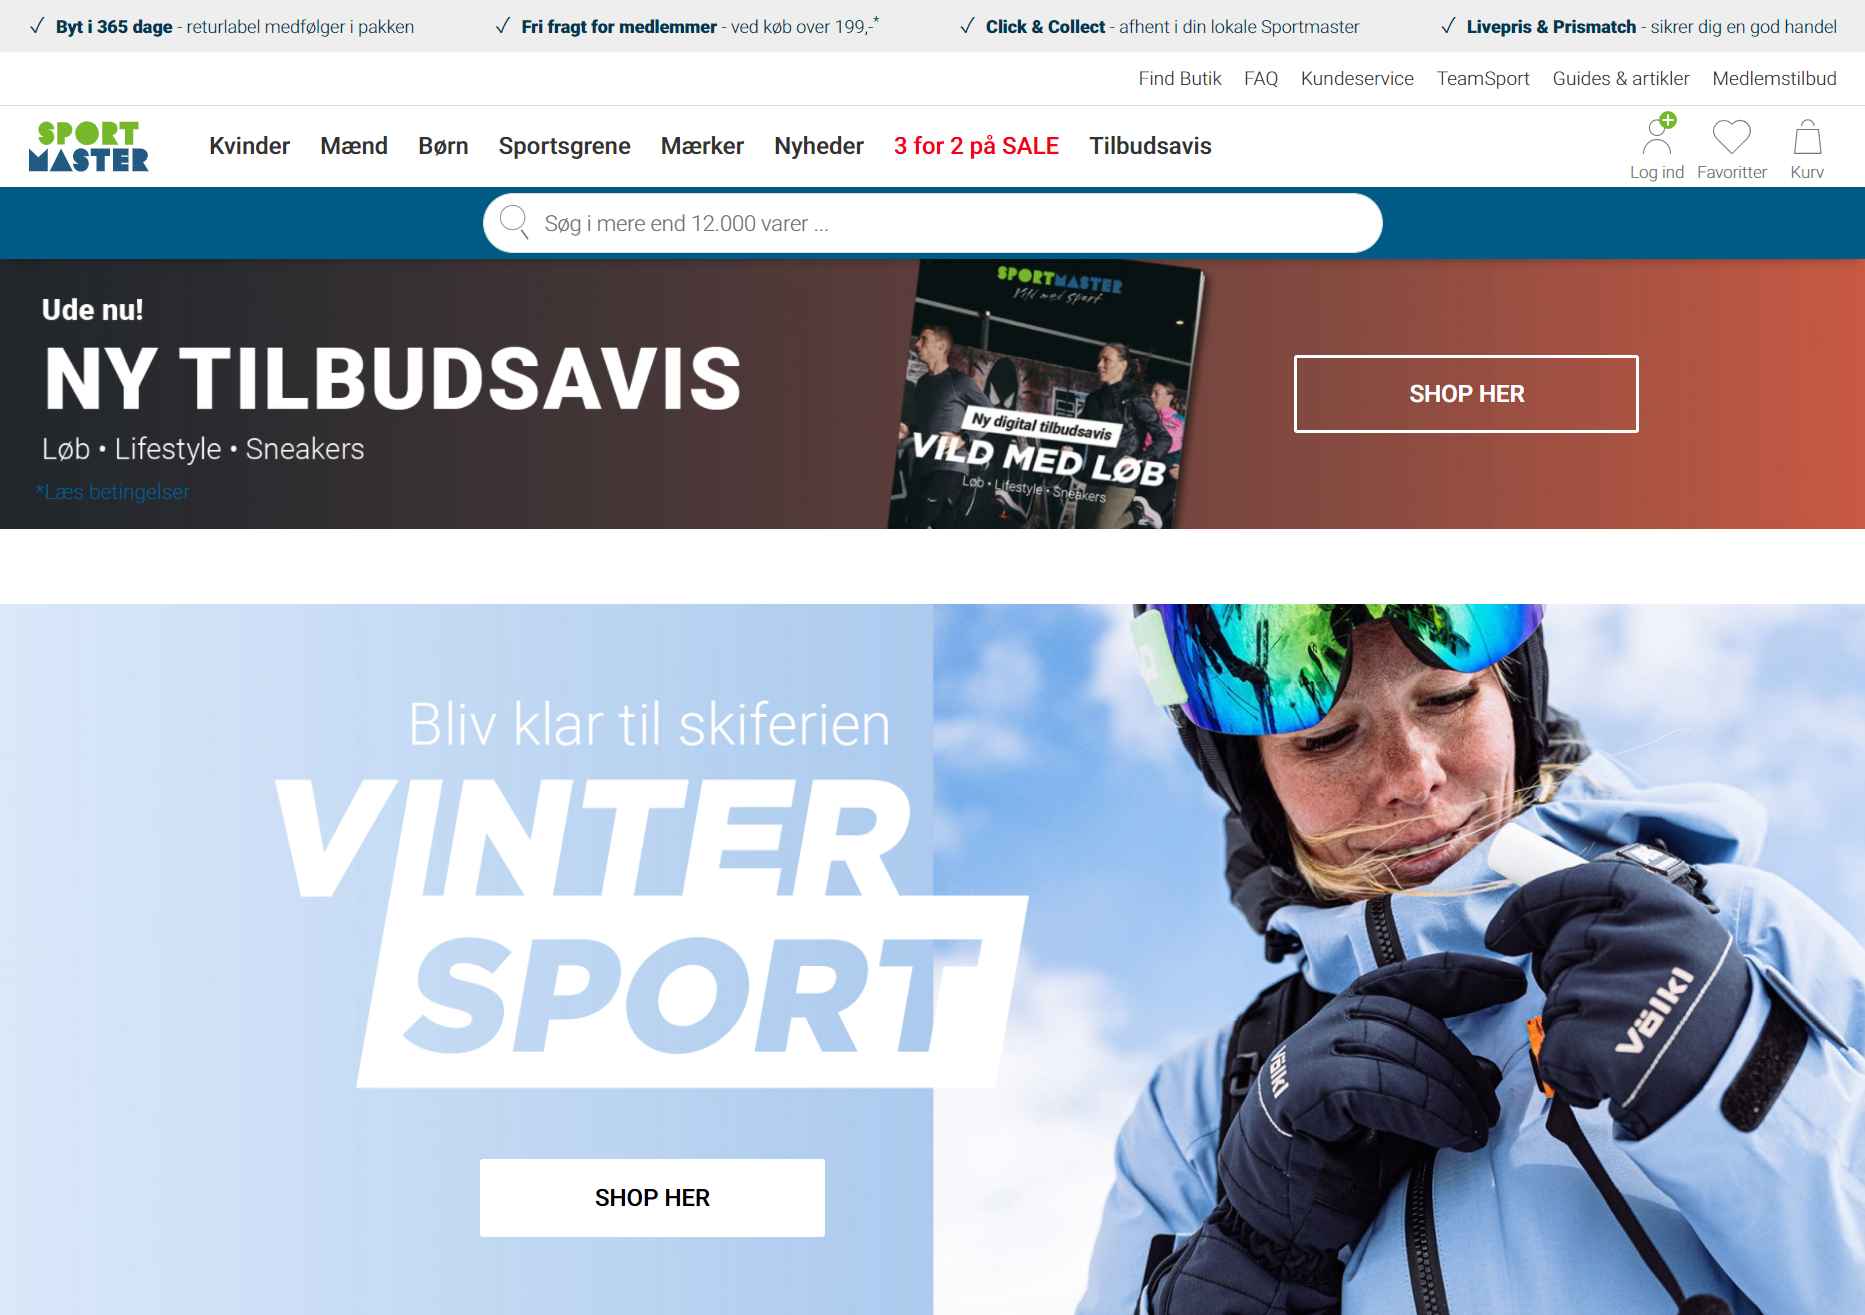 Byt i 365 dage - returlabel medfølger i pakken
Fri fragt for medlemmer - ved køb over 199,-*
Click & Collect - afhent i din lokale Sportmaster
Livepris & Prismatch - sikrer dig en god handel
Find Butik FAQ Kundeservice TeamSport Guides & artikler Medlemstilbud
SPORT
MASTER
Kvinder Mænd Børn Sportsgrene Mærker Nyheder 3 for 2 på SALE Tilbudsavis
Log ind Favoritter Kurv
Søg i mere end 12.000 varer ...
Ude nu!
NY TILBUDSAVIS
Løb • Lifestyle • Sneakers
*Læs betingelser
SPORTMASTER
Vild med sport
Ny digital tilbudsavis
VILD MED LØB
Løb • Lifestyle • Sneakers
SHOP HER
Bliv klar til skiferien
VINTER
SPORT
SHOP HER
Völkl
Völkl